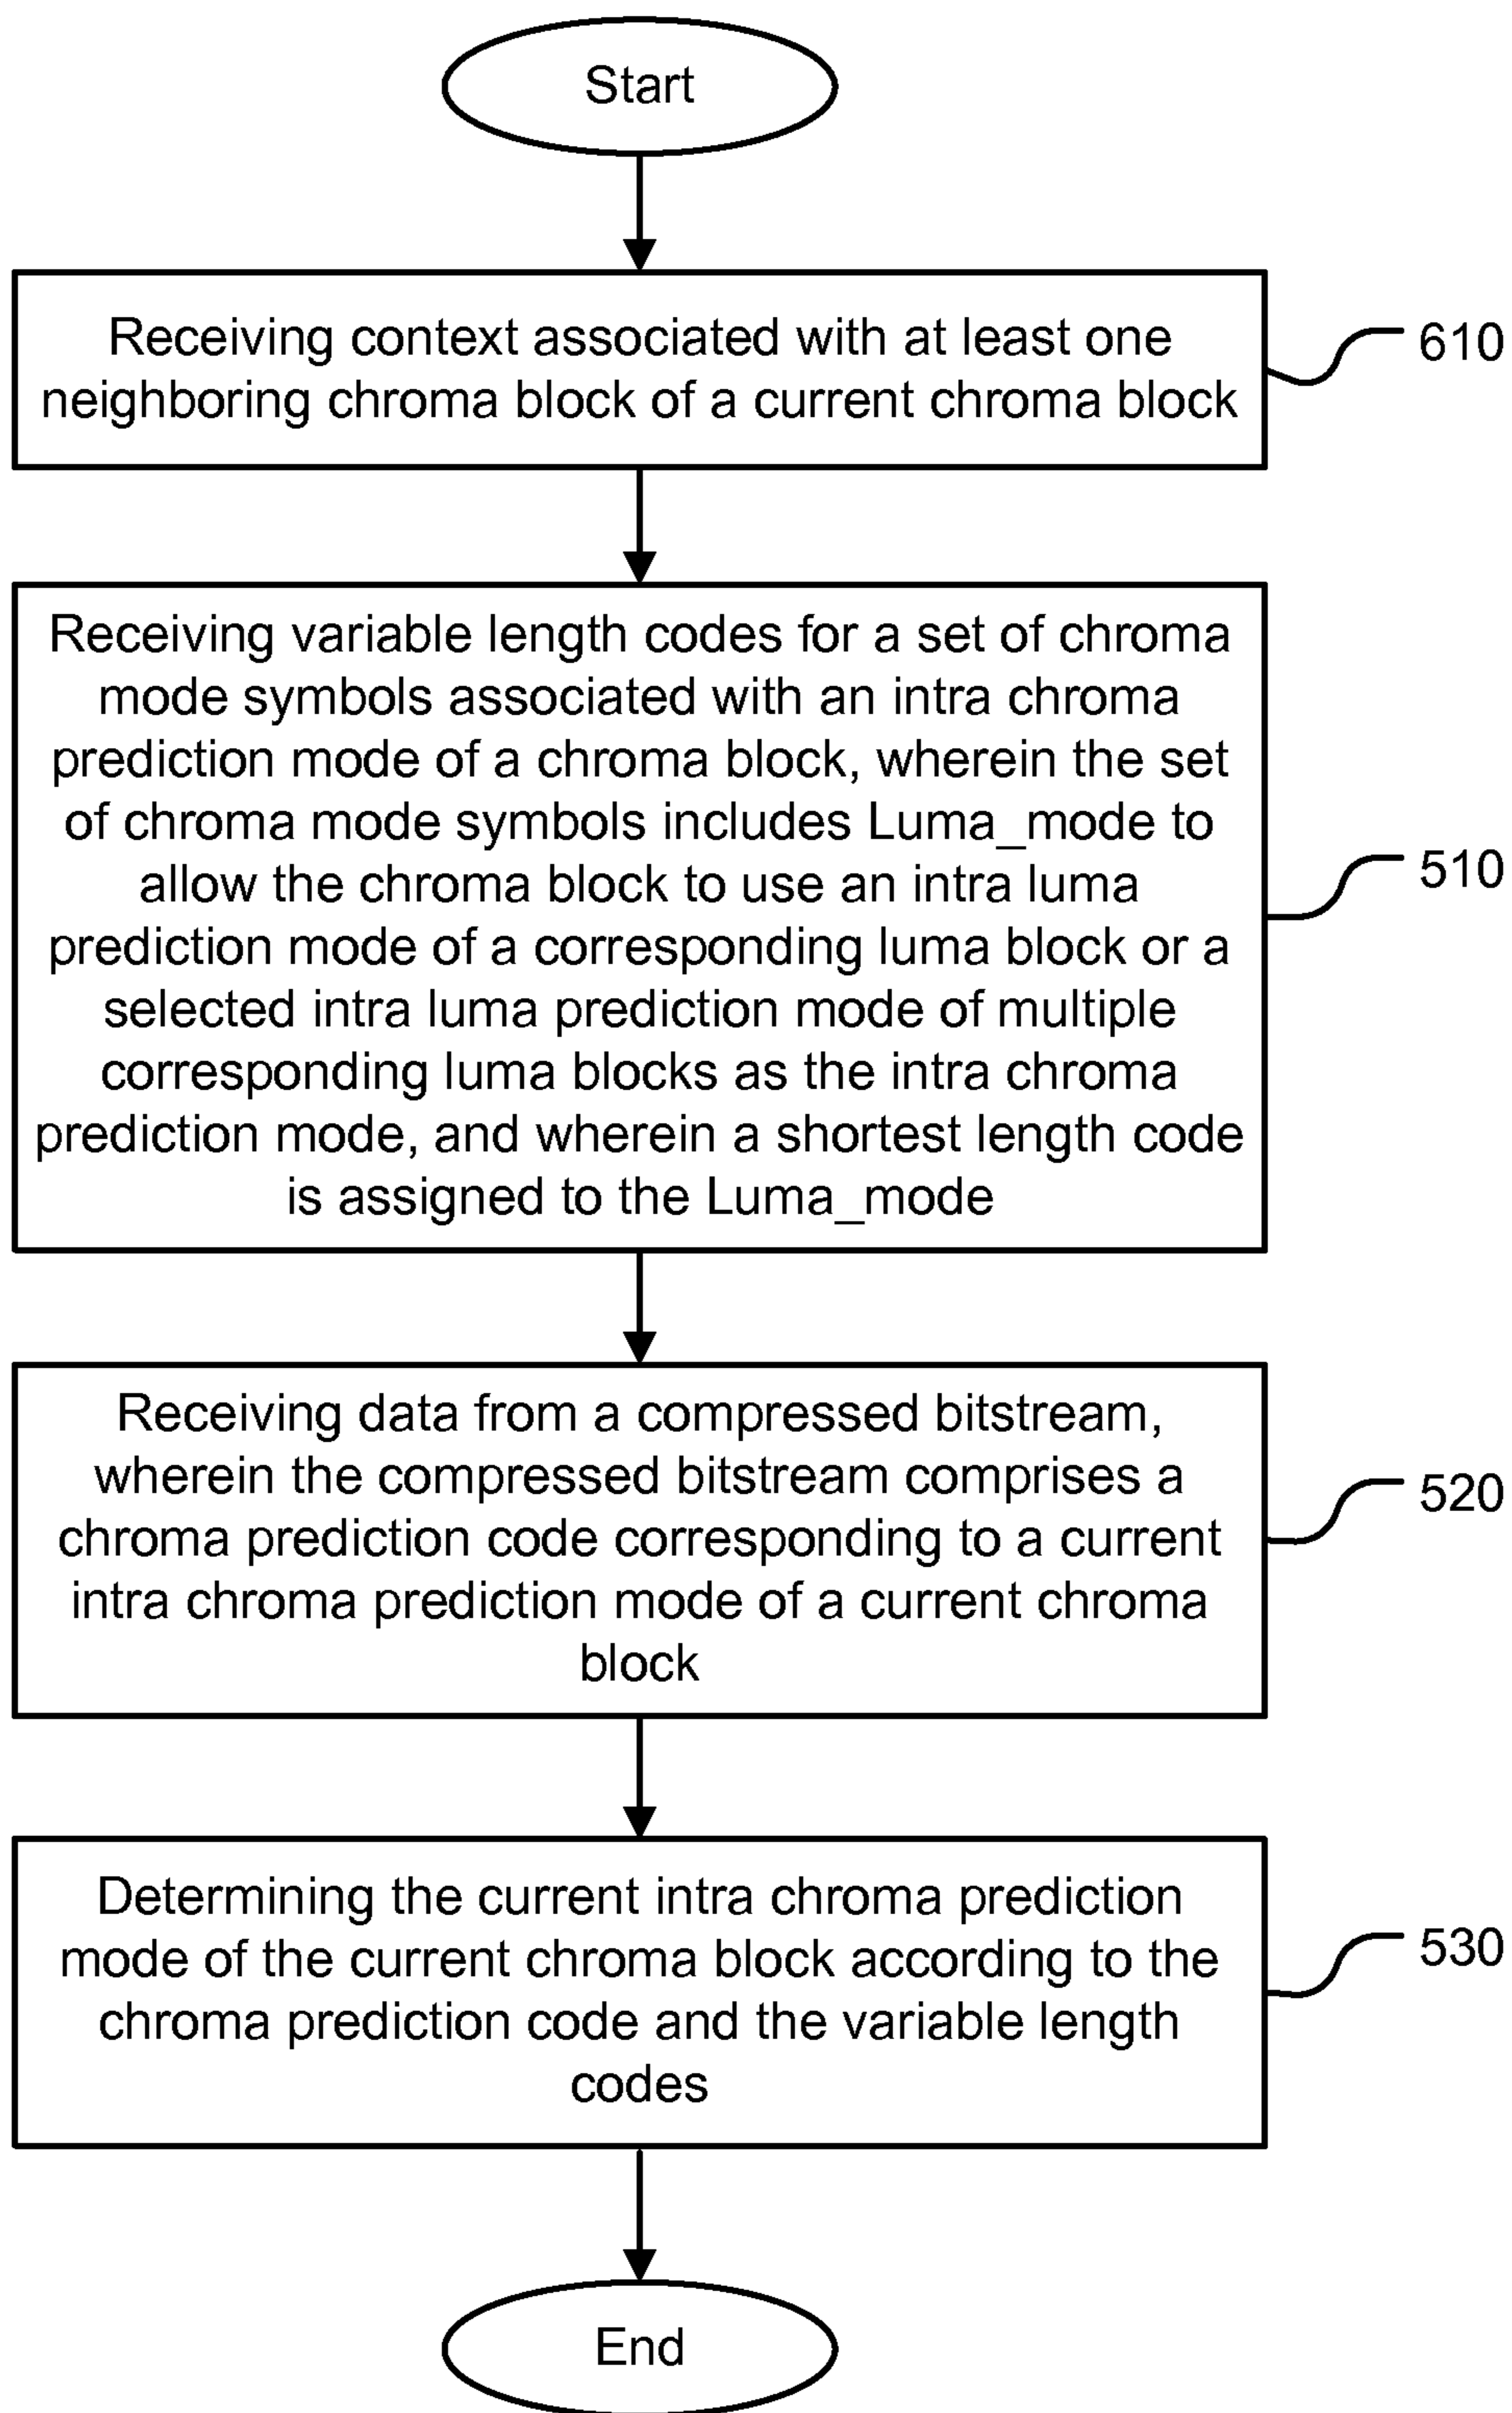 Start
Receiving context associated with at least one
neighboring chroma block of a current chroma block
610
Receiving variable length codes for a set of chroma
mode symbols associated with an intra chroma
prediction mode of a chroma block, wherein the set
of chroma mode symbols includes Luma_mode to
allow the chroma block to use an intra luma
prediction mode of a corresponding luma block or a
selected intra luma prediction mode of multiple
corresponding luma blocks as the intra chroma
prediction mode, and wherein a shortest length code
is assigned to the Luma_mode
510
Receiving data from a compressed bitstream,
wherein the compressed bitstream comprises a
chroma prediction code corresponding to a current
intra chroma prediction mode of a current chroma
block
520
Determining the current intra chroma prediction
mode of the current chroma block according to the
chroma prediction code and the variable length
codes
530
End